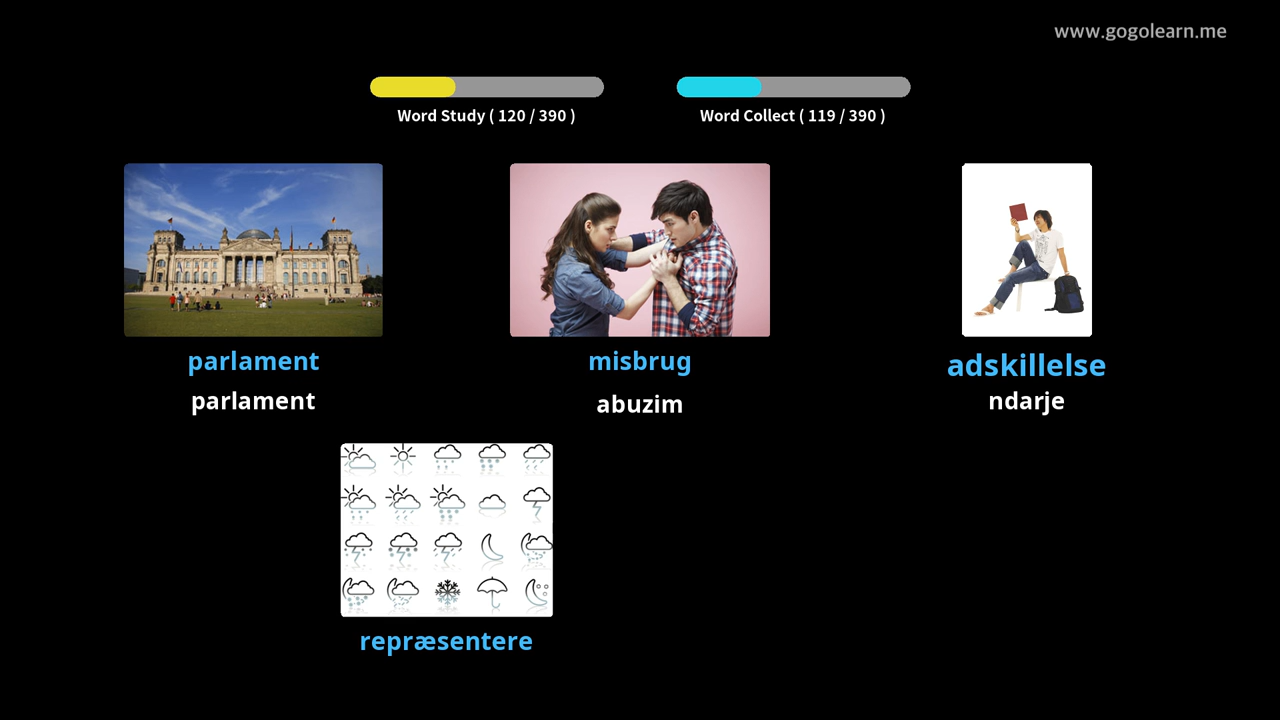 www.gogolearn.me
Word Study ( 120 / 390 )
Word Collect ( 119 / 390 )
parlament
parlament
misbrug
abuzim
adskillelse
ndarje
repræsentere